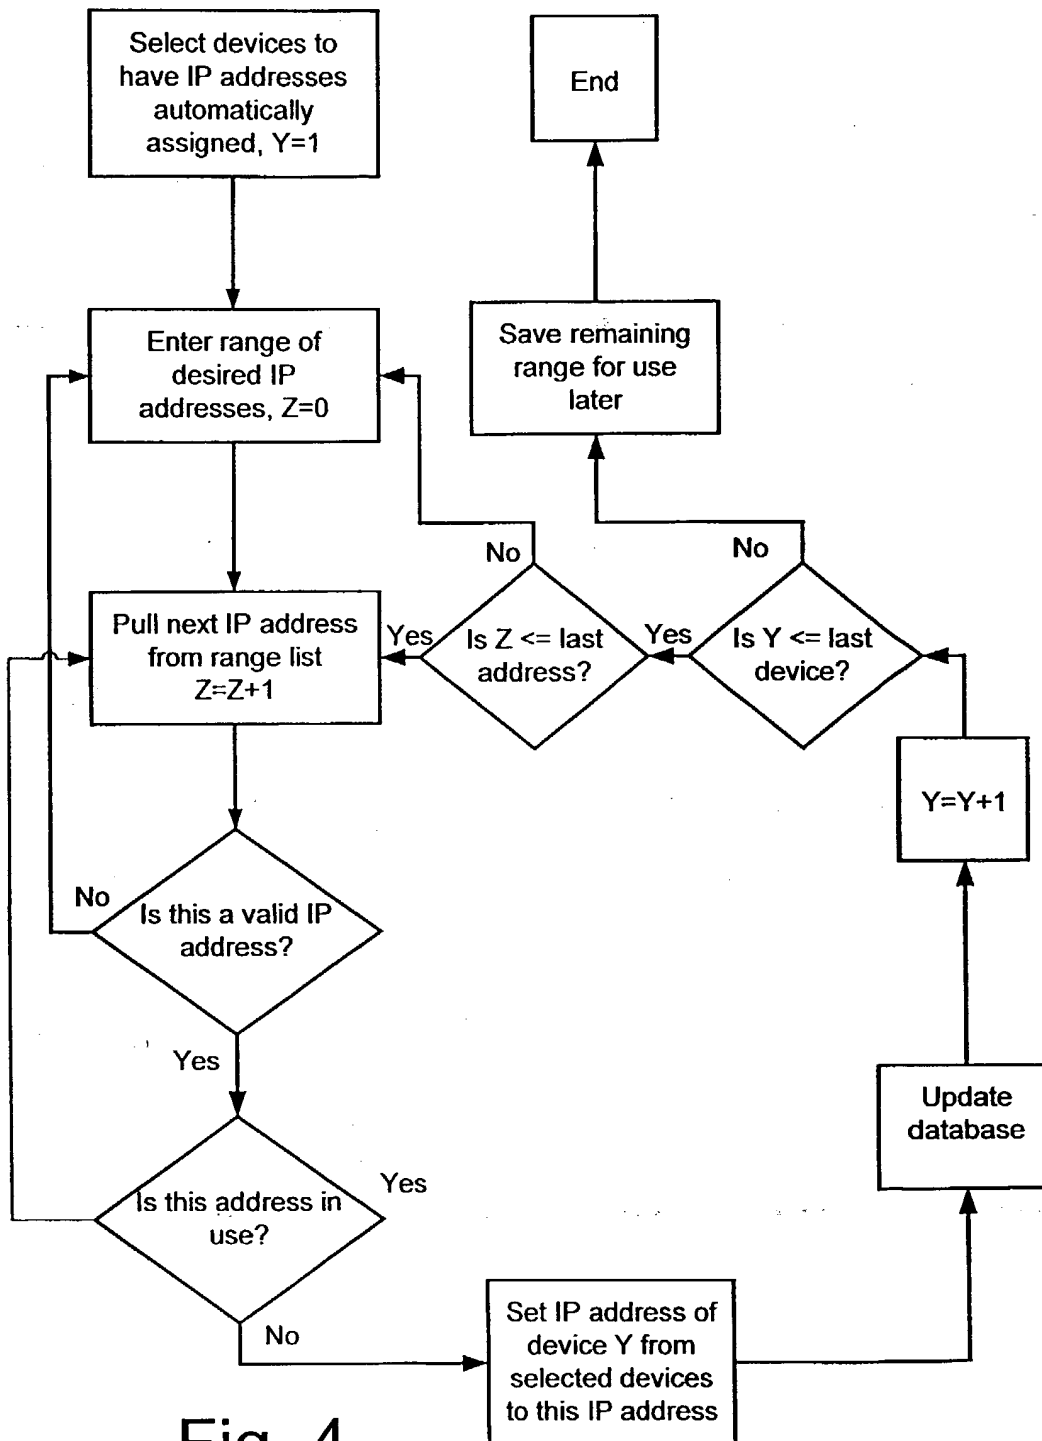 Select devices to
have IP addresses
automatically
assigned, Y=1
End
Enter range of
desired IP
addresses, Z=0
Save remaining
range for use
later
No
No
Pull next IP address
from range list
Z=Z+1
Yes
Is Z <= last
address?
Yes
Is Y <= last
device?
Y=Y+1
No
Is this a valid IP
address?
Yes
Update
database
Is this address in
use?
Yes
No
Set IP address of
device Y from
selected devices
to this IP address
Fig. 4